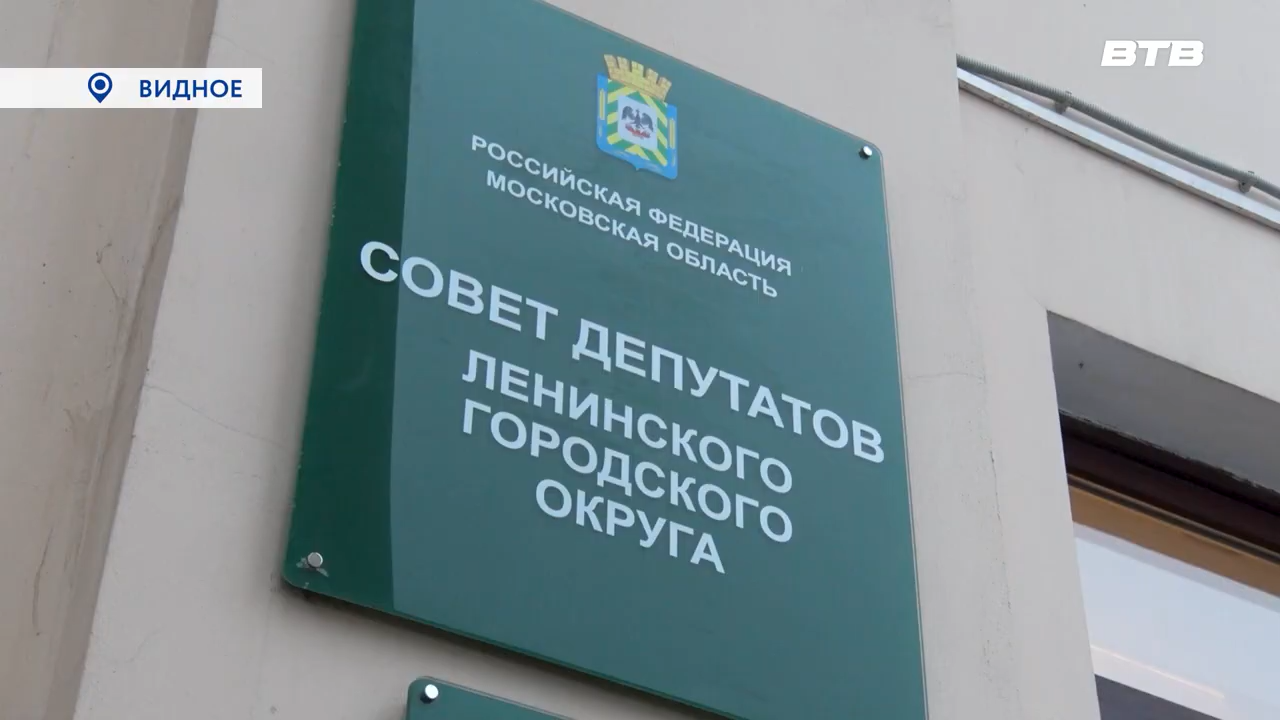 ВТВ
ВИДНОЕ
РОССИЙСКАЯ ФЕДЕРАЦИЯ
МОСКОВСКАЯ ОБЛАСТЬ
СОВЕТ ДЕПУТАТОВ
ЛЕНИНСКОГО
ГОРОДСКОГО
ОКРУГА